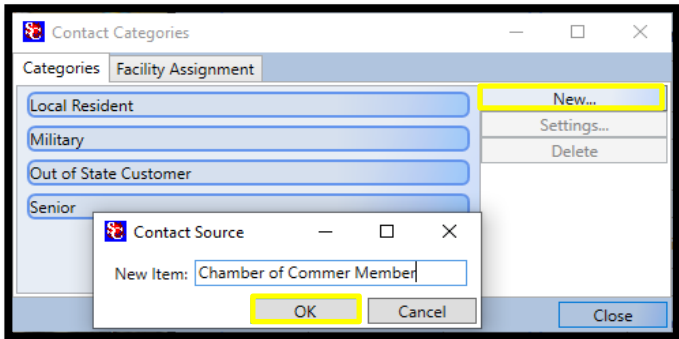 Contact Categories
Categories Facility Assignment
Local Resident
Military
Out of State Customer
Senior
New...
Settings...
Delete
Contact Source
New Item: Chamber of Commer Member
OK Cancel
Close